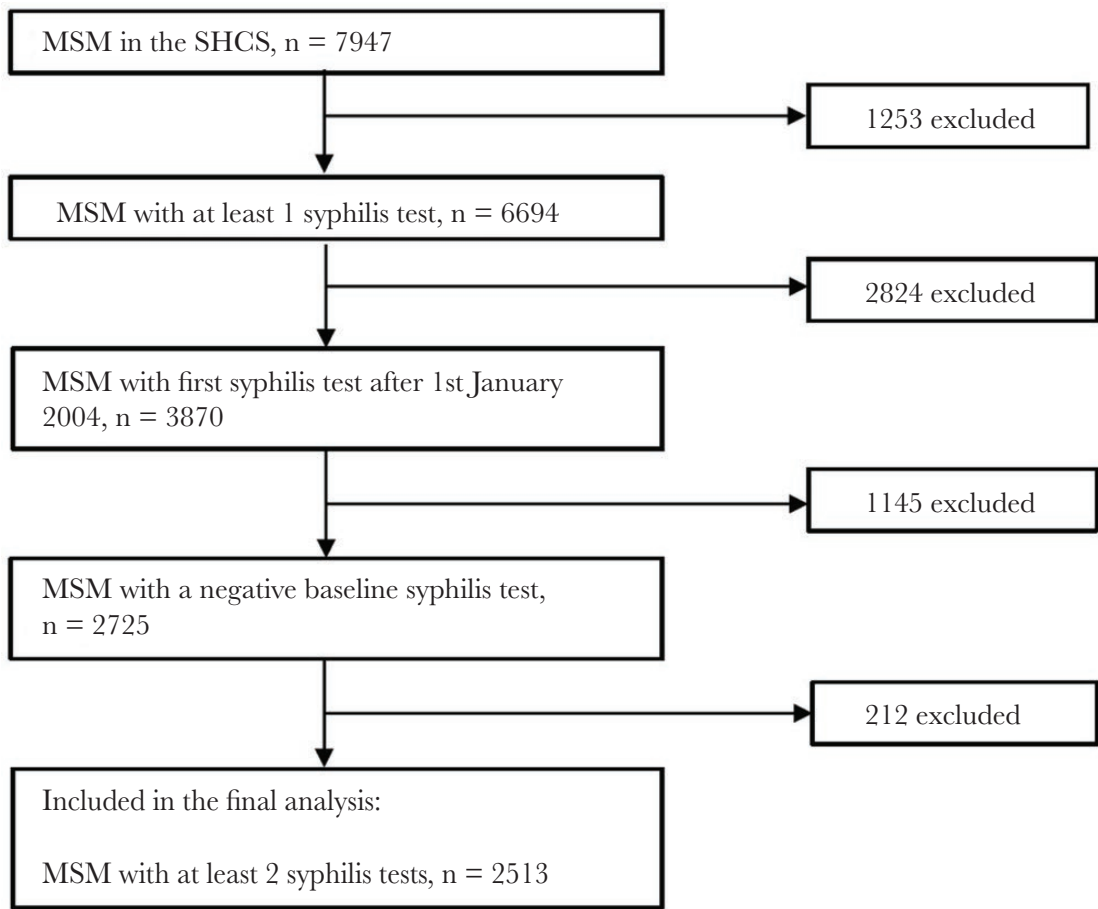 MSM in the SHCS, n = 7947
1253 excluded
MSM with at least 1 syphilis test, n = 6694
2824 excluded
MSM with first syphilis test after 1st January
2004, n = 3870
1145 excluded
MSM with a negative baseline syphilis test,
n = 2725
212 excluded
Included in the final analysis:
MSM with at least 2 syphilis tests, n = 2513